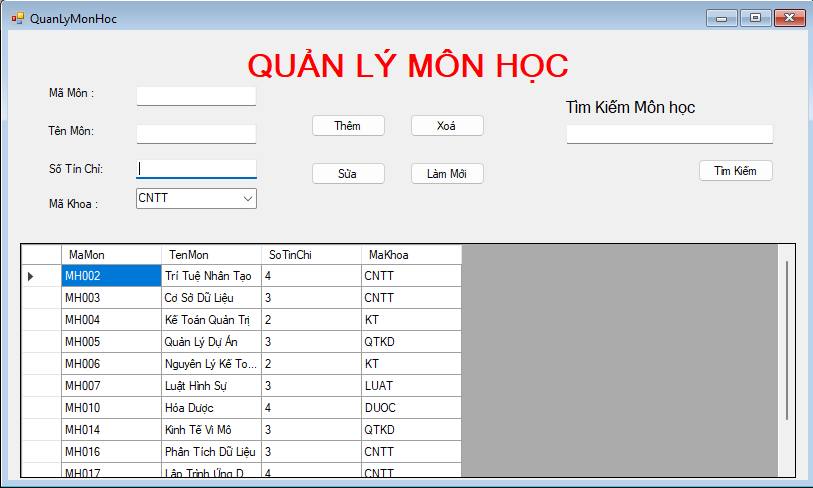 QuanLyMonHoc
QUẢN LÝ MÔN HỌC
Mã Môn :
Tên Môn:
Số Tín Chỉ:
Mã Khoa : CNTT
Thêm Xoá
Sửa Làm Mới
Tìm Kiếm Môn học
Tìm Kiếm
MaMon TenMon SoTinChi MaKhoa
MH002 Trí Tuệ Nhân Tạo 4 CNTT
MH003 Cơ Sở Dữ Liệu 3 CNTT
MH004 Kế Toán Quản Trị 2 KT
MH005 Quản Lý Dự Án 3 QTKD
MH006 Nguyên Lý Kế To... 2 KT
MH007 Luật Hình Sự 3 LUAT
MH010 Hóa Dược 4 DUOC
MH014 Kinh Tế Vi Mô 3 QTKD
MH016 Phân Tích Dữ Liệu 3 CNTT
MH017 Lập Trình Ứng D... 4 CNTT